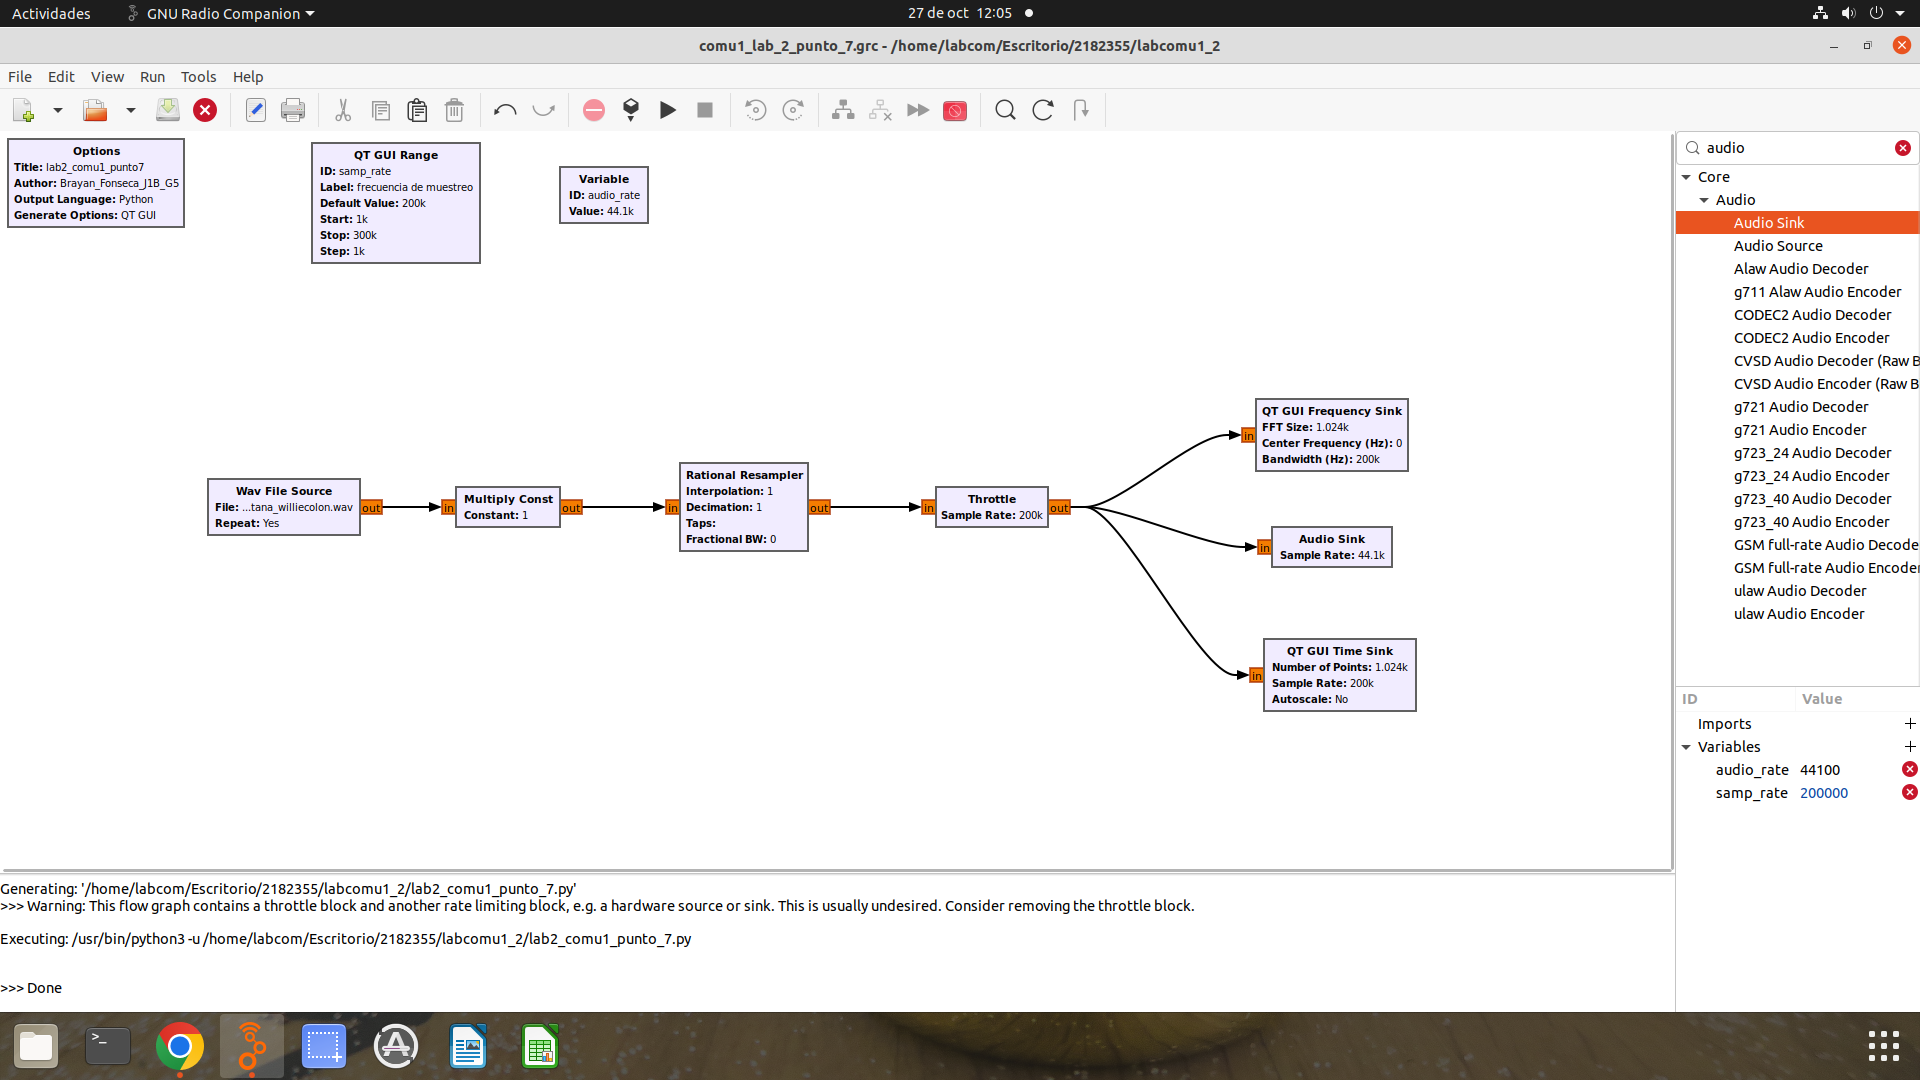 Actividades
GNU Radio Companion
27 de oct 12:05
comu1_lab_2_punto_7.grc - /home/labcom/Escritorio/2182355/labcomu1_2
File Edit View Run Tools Help
Options
Title: lab2_comu1_punto7
Author: Brayan_Fonseca_J1B_G5
Output Language: Python
Generate Options: QT GUI
QT GUI Range
ID: samp_rate
Label: frecuencia de muestreo
Default Value: 200k
Start: 1k
Stop: 300k
Step: 1k
Variable
ID: audio_rate
Value: 44.1k
Wav File Source
File: ...tana_williecolon.wav
Repeat: Yes
out
in
Multiply Const
Constant: 1
out
in
Rational Resampler
Interpolation: 1
Decimation: 1
Taps:
Fractional BW: 0
out
in
Throttle
Sample Rate: 200k
out
in
QT GUI Frequency Sink
FFT Size: 1.024k
Center Frequency (Hz): 0
Bandwidth (Hz): 200k
in
Audio Sink
Sample Rate: 44.1k
in
QT GUI Time Sink
Number of Points: 1.024k
Sample Rate: 200k
Autoscale: No
audio
Core
Audio
Audio Sink
Audio Source
Alaw Audio Decoder
g711 Alaw Audio Encoder
CODEC2 Audio Decoder
CODEC2 Audio Encoder
CVSD Audio Decoder (Raw B
CVSD Audio Encoder (Raw B
g721 Audio Decoder
g721 Audio Encoder
g723_24 Audio Decoder
g723_24 Audio Encoder
g723_40 Audio Decoder
g723_40 Audio Encoder
GSM full-rate Audio Decode
GSM full-rate Audio Encoder
ulaw Audio Decoder
ulaw Audio Encoder
ID Value
Imports
Variables
audio_rate 44100
samp_rate 200000
Generating: '/home/labcom/Escritorio/2182355/labcomu1_2/lab2_comu1_punto_7.py'
>>> Warning: This flow graph contains a throttle block and another rate limiting block, e.g. a hardware source or sink. This is usually undesired. Consider removing the throttle block.
Executing: /usr/bin/python3 -u /home/labcom/Escritorio/2182355/labcomu1_2/lab2_comu1_punto_7.py
>>> Done